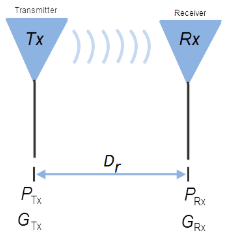 Transmitter
Receiver
Tx
Rx
Dr
PTx
PRx
GTx
GRx